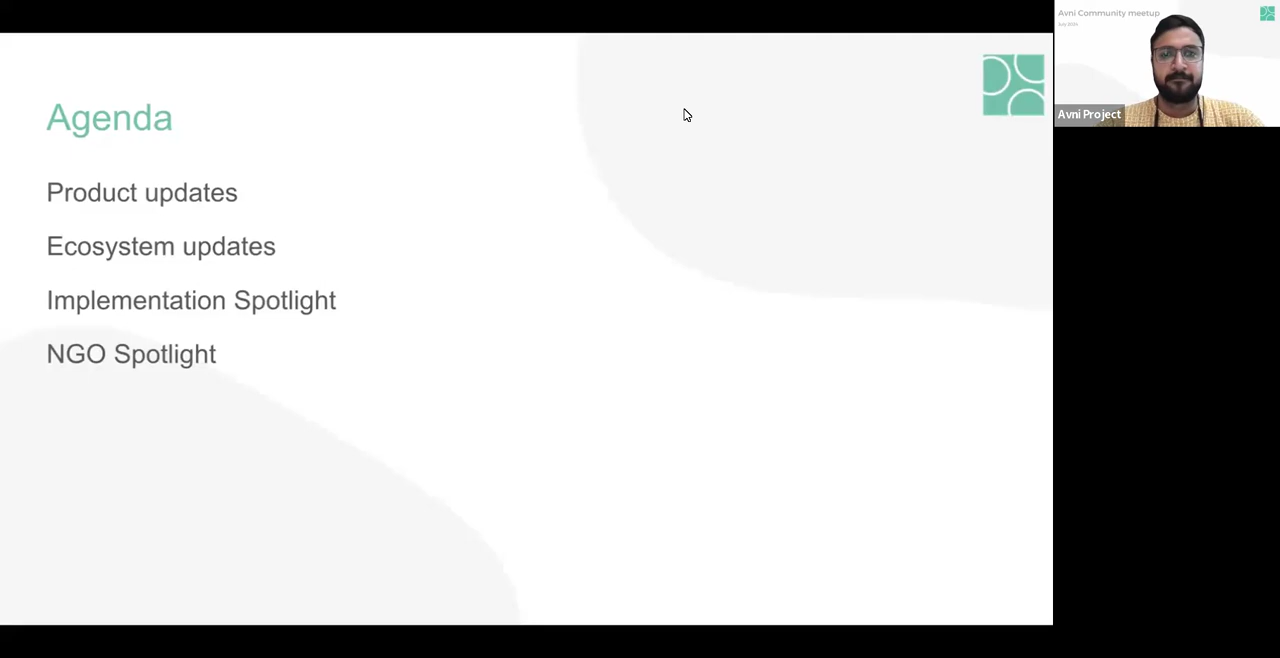 Agenda
Product updates
Ecosystem updates
Implementation Spotlight
NGO Spotlight
Avni Community meetup
Avni Project